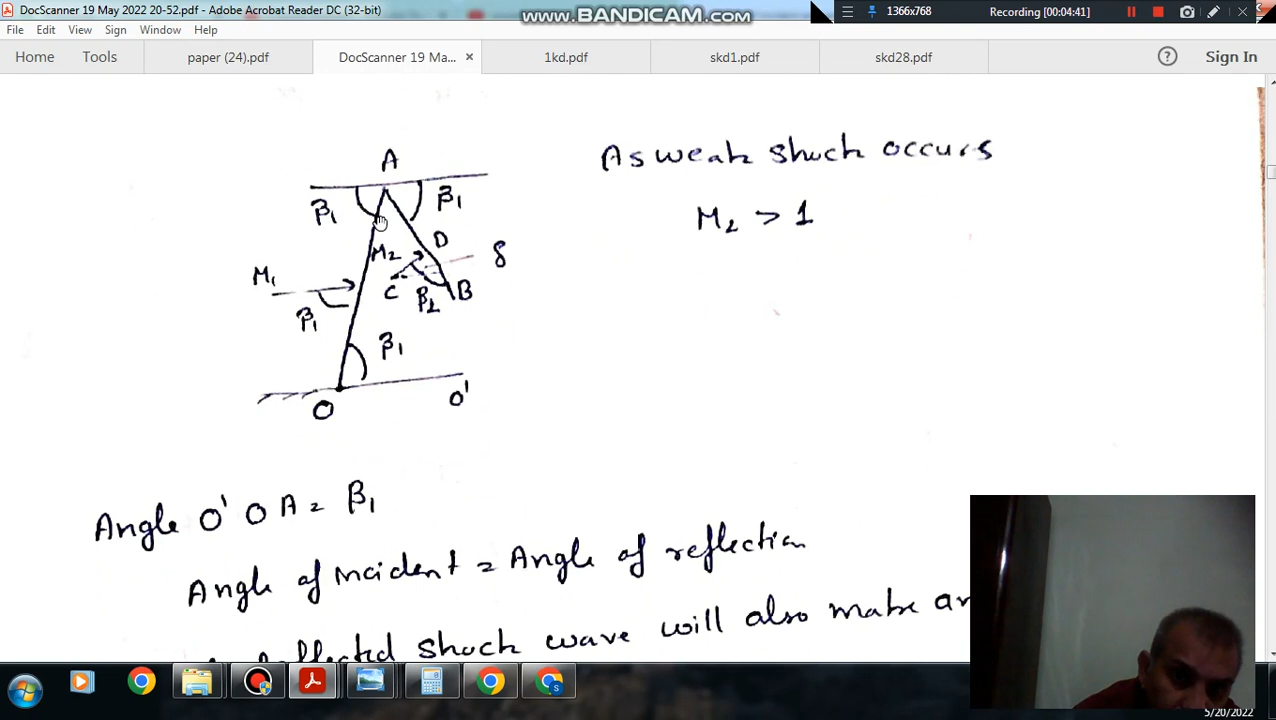 DocScanner 19 May 2022 20-52.pdf - Adobe Acrobat Reader DC (32-bit)
www.BANDICAM.com
1366x768
Recording [00:04:41]
File Edit View Sign Window Help
Home Tools paper (24).pdf DocScanner 19 Ma... × 1kd.pdf skd1.pdf skd28.pdf Sign In
As weak shock occurs
M₂ > 1
A
β₁ β₁
D
M₂ δ
M₁
C β₂ B
β₁
β₁
O O'
Angle O' O A = β₁
Angle of incident = Angle of reflection
reflected shock wave will also make an
5/20/2022